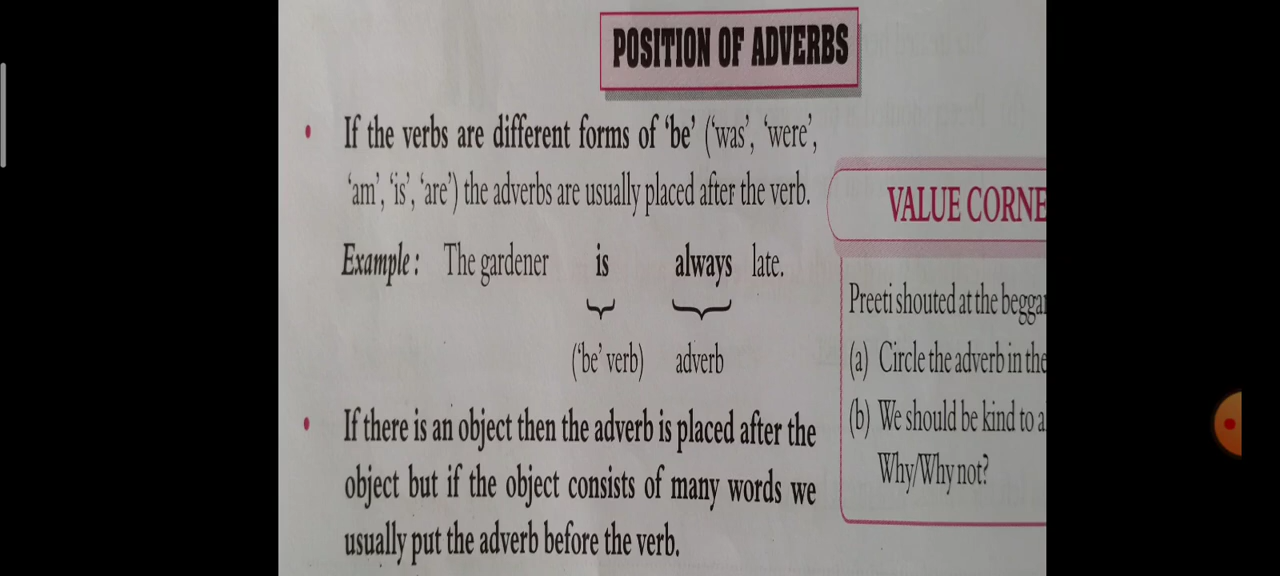 POSITION OF ADVERBS
• If the verbs are different forms of ‘be’ (‘was’, ‘were’,
‘am’, ‘is’, ‘are’) the adverbs are usually placed after the verb.
Example : The gardener is always late.
(‘be’ verb) adverb
• If there is an object then the adverb is placed after the
object but if the object consists of many words we
usually put the adverb before the verb.
VALUE CORNE
Preeti shouted at the beggar
(a) Circle the adverb in the
(b) We should be kind to a
Why/Why not?